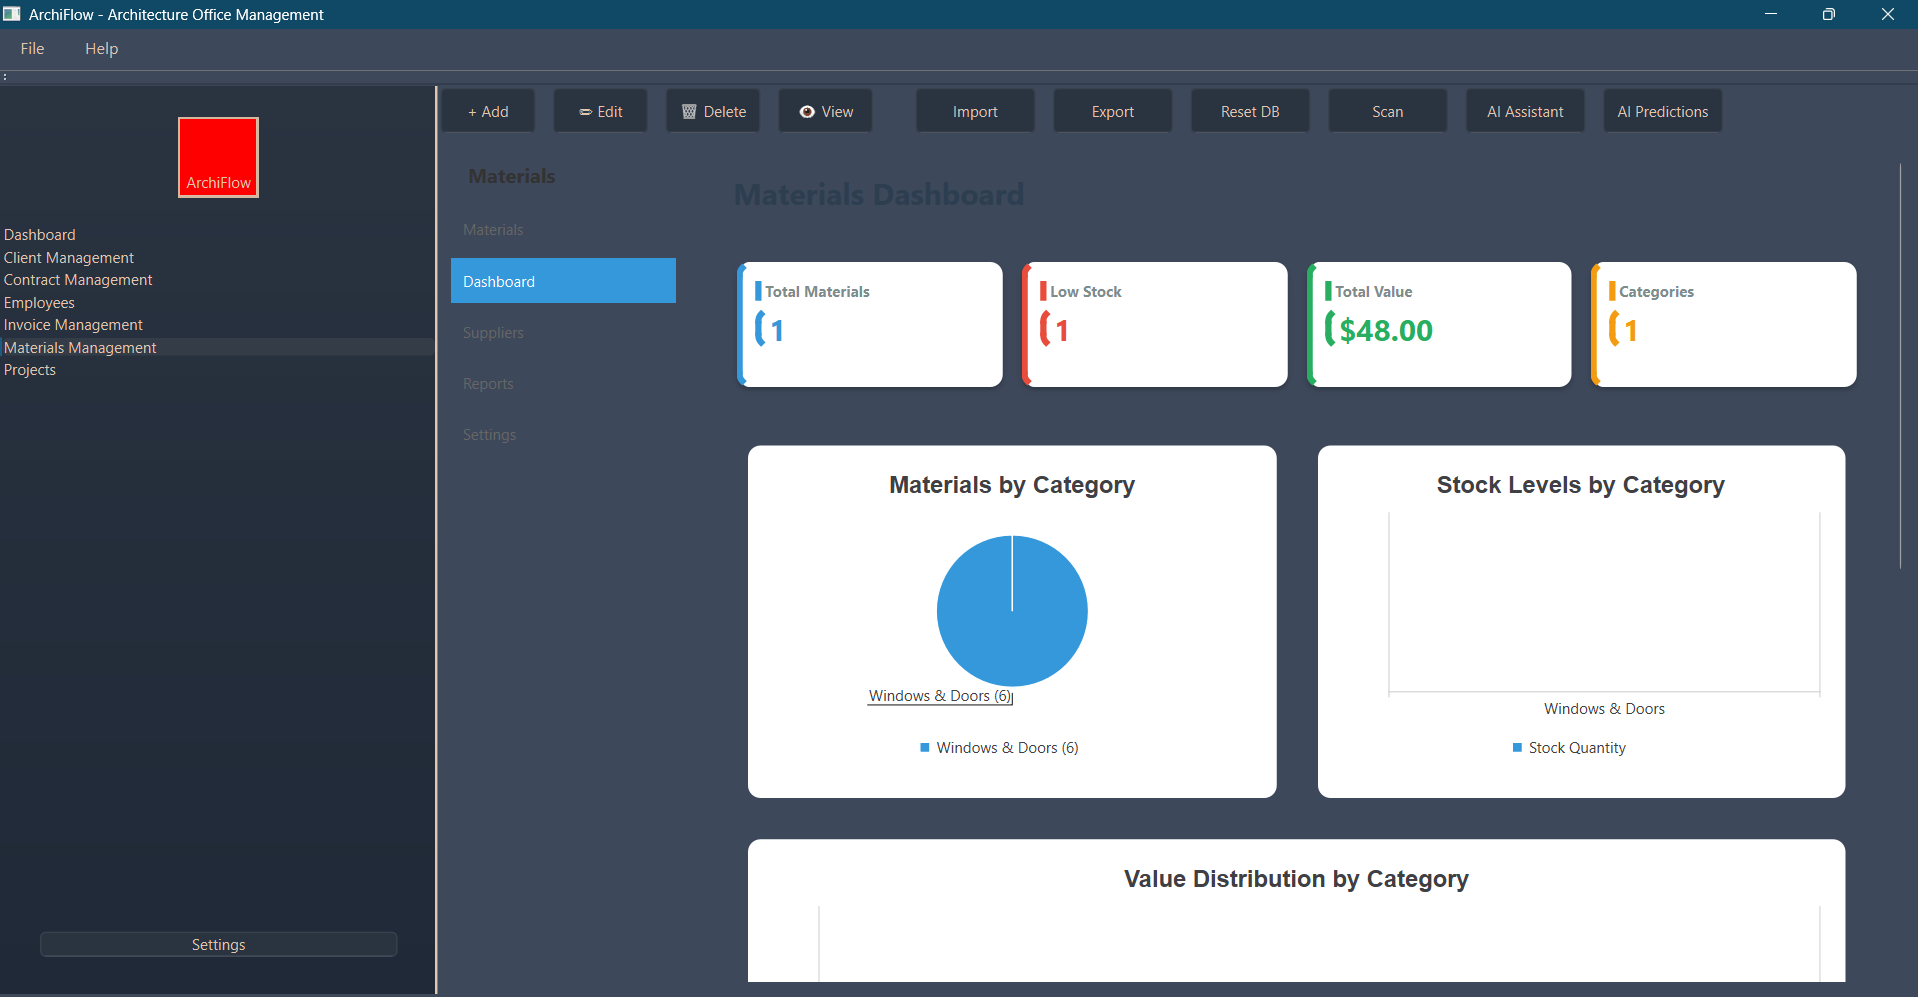 ArchiFlow - Architecture Office Management
File Help
ArchiFlow
Dashboard
Client Management
Contract Management
Employees
Invoice Management
Materials Management
Projects
Settings
+ Add Edit Delete View Import Export Reset DB Scan AI Assistant AI Predictions
Materials
Materials
Dashboard
Suppliers
Reports
Settings
Materials Dashboard
Total Materials
1
Low Stock
1
Total Value
$48.00
Categories
1
Materials by Category
Windows & Doors (6)
Windows & Doors (6)
Stock Levels by Category
Windows & Doors
Stock Quantity
Value Distribution by Category